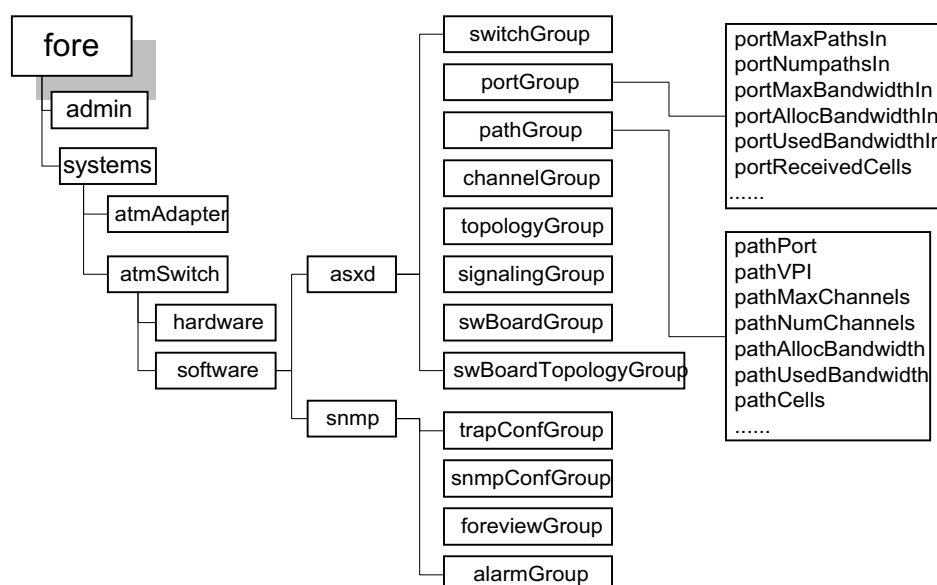 fore
admin
systems
atmAdapter
atmSwitch
hardware
software
asxd
snmp
switchGroup
portGroup
pathGroup
channelGroup
topologyGroup
signalingGroup
swBoardGroup
swBoardTopologyGroup
trapConfGroup
snmpConfGroup
foreviewGroup
alarmGroup
portMaxPathsIn
portNumpathsIn
portMaxBandwidthIn
portAllocBandwidthIn
portUsedBandwidthIn
portReceivedCells
......
pathPort
pathVPI
pathMaxChannels
pathNumChannels
pathAllocBandwidth
pathUsedBandwidth
pathCells
......